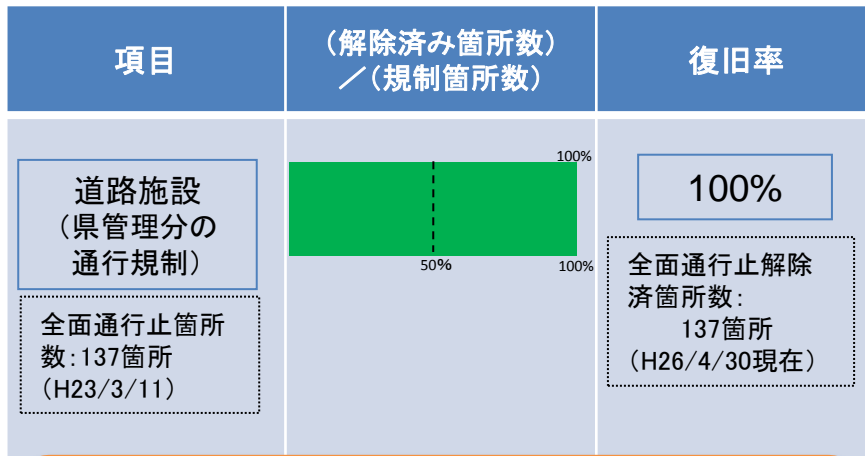 項目
(解除済み箇所数)
／(規制箇所数)
復旧率
道路施設
(県管理分の
通行規制)
全面通行止箇所
数：137箇所
(H23/3/11)
100%
50%
100%
100%
全面通行止解除
済箇所数：
137箇所
(H26/4/30現在)